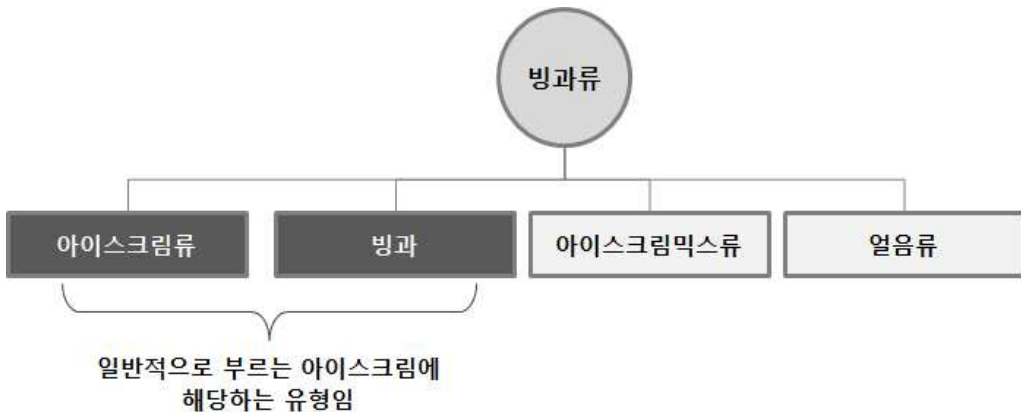 빙과류
아이스크림류
빙과
아이스크림믹스류
얼음류
일반적으로 부르는 아이스크림에
해당하는 유형임